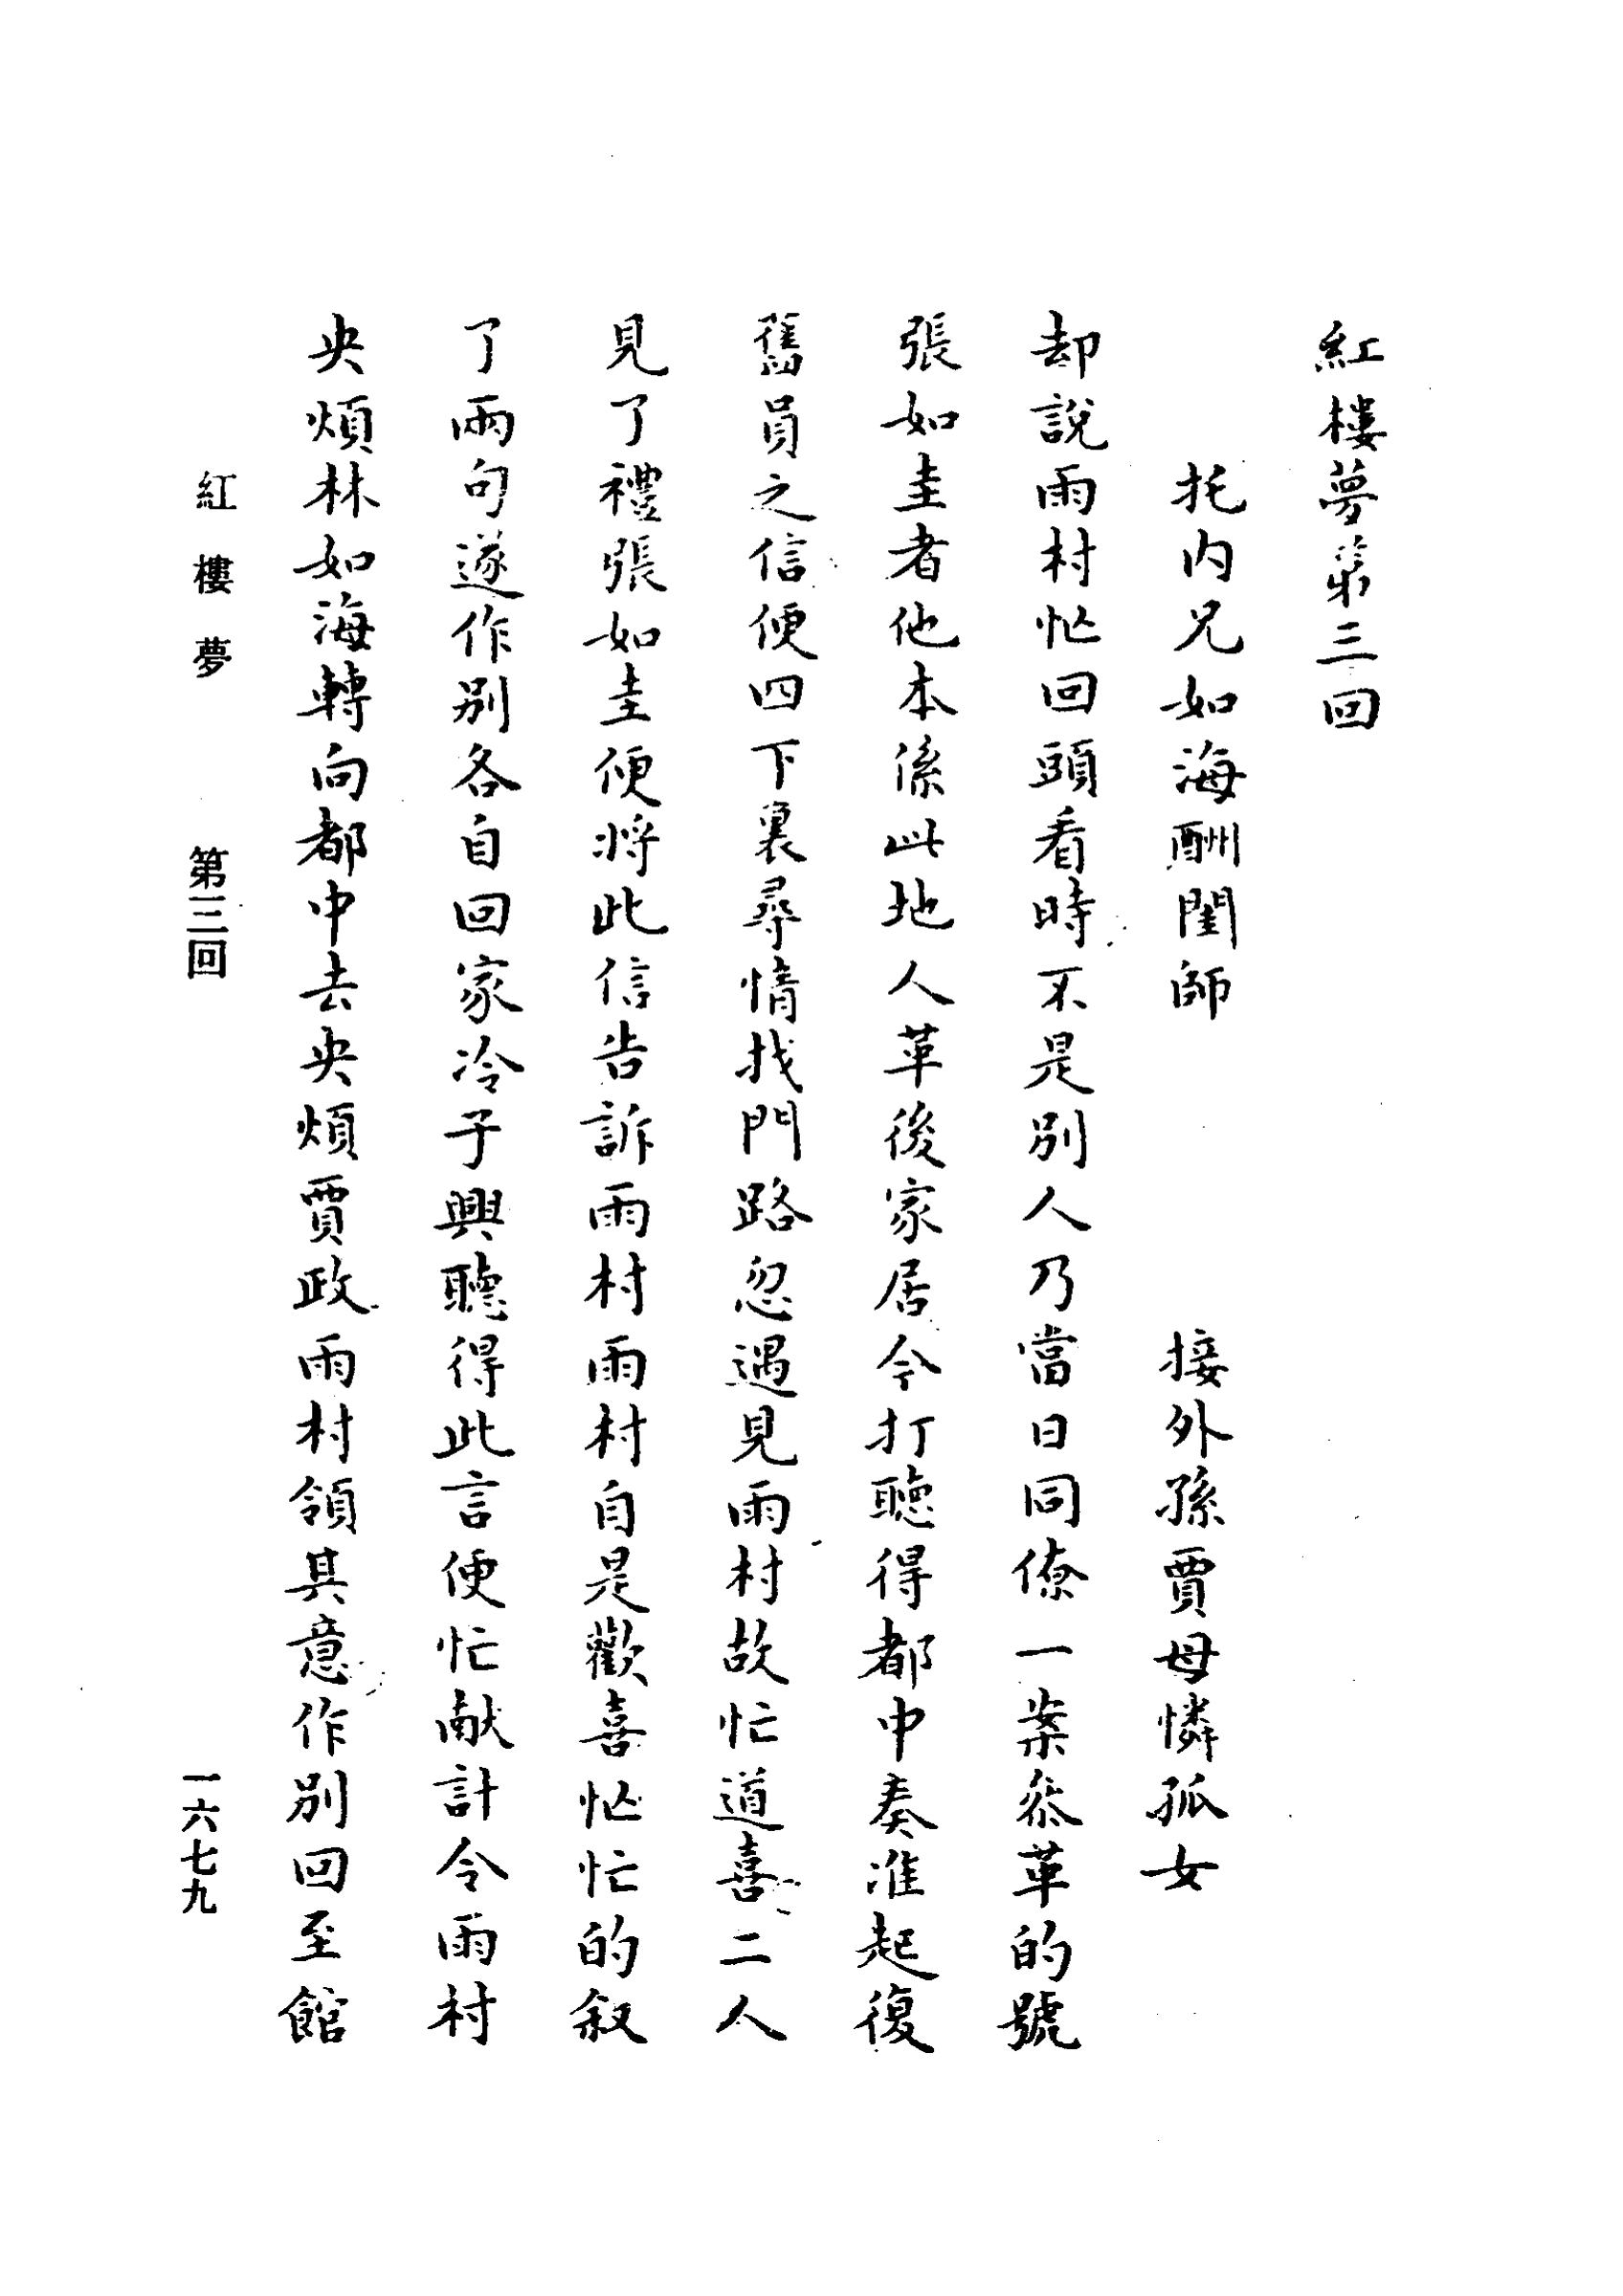 紅樓夢第三回
托內兄如海酬閨師　接外孫賈母憐孤女
却說雨村忙回頭看時不是別人乃當日同僚一案叅革的號
張如圭者他本係此地人革後家居今打聽得都中奏准起復
舊員之信便四下裏尋情找門路忽遇見雨村故忙道喜二人
見了禮張如圭便將此信告訴雨村雨村自是歡喜忙忙的叙
了兩句遂作別各自回家冷子興聽得此言便忙献計令雨村
央煩林如海轉向都中去央煩賈政雨村領其意作別回至館
紅樓夢　第三回　一六七九